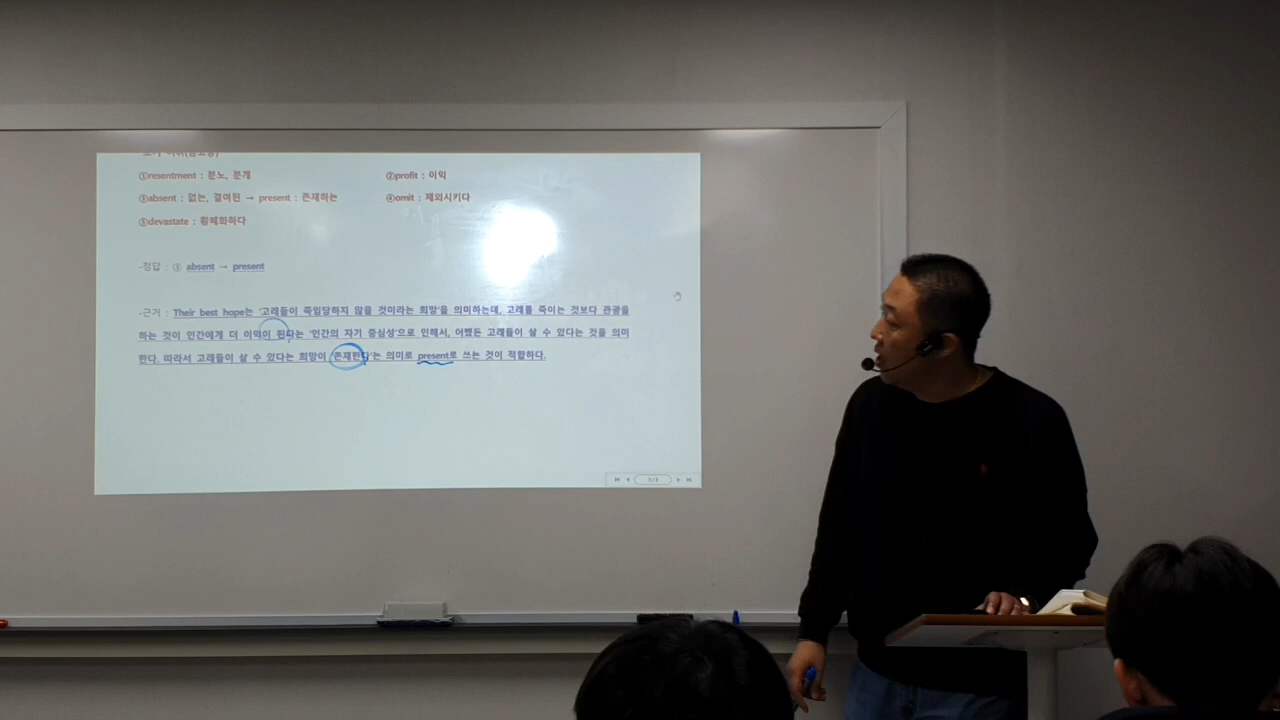 ①resentment : 분노, 분개 ②profit : 이익
③absent : 없는, 결여된 → present : 존재하는 ④omit : 제외시키다
⑤devastate : 황폐화하다
-정답 : ③ absent → present
-근거 : Their best hope는 '고래들이 죽임당하지 않을 것이라는 희망'을 의미하는데, 고래를 죽이는 것보다 관광을
하는 것이 인간에게 더 이득이 된다는 '인간의 자기 중심성'으로 인해서, 어쨌든 고래들이 살 수 있다는 것을 의미
한다. 따라서 고래들이 살 수 있다는 희망이 '존재한다'는 의미로 present로 쓰는 것이 적합하다.